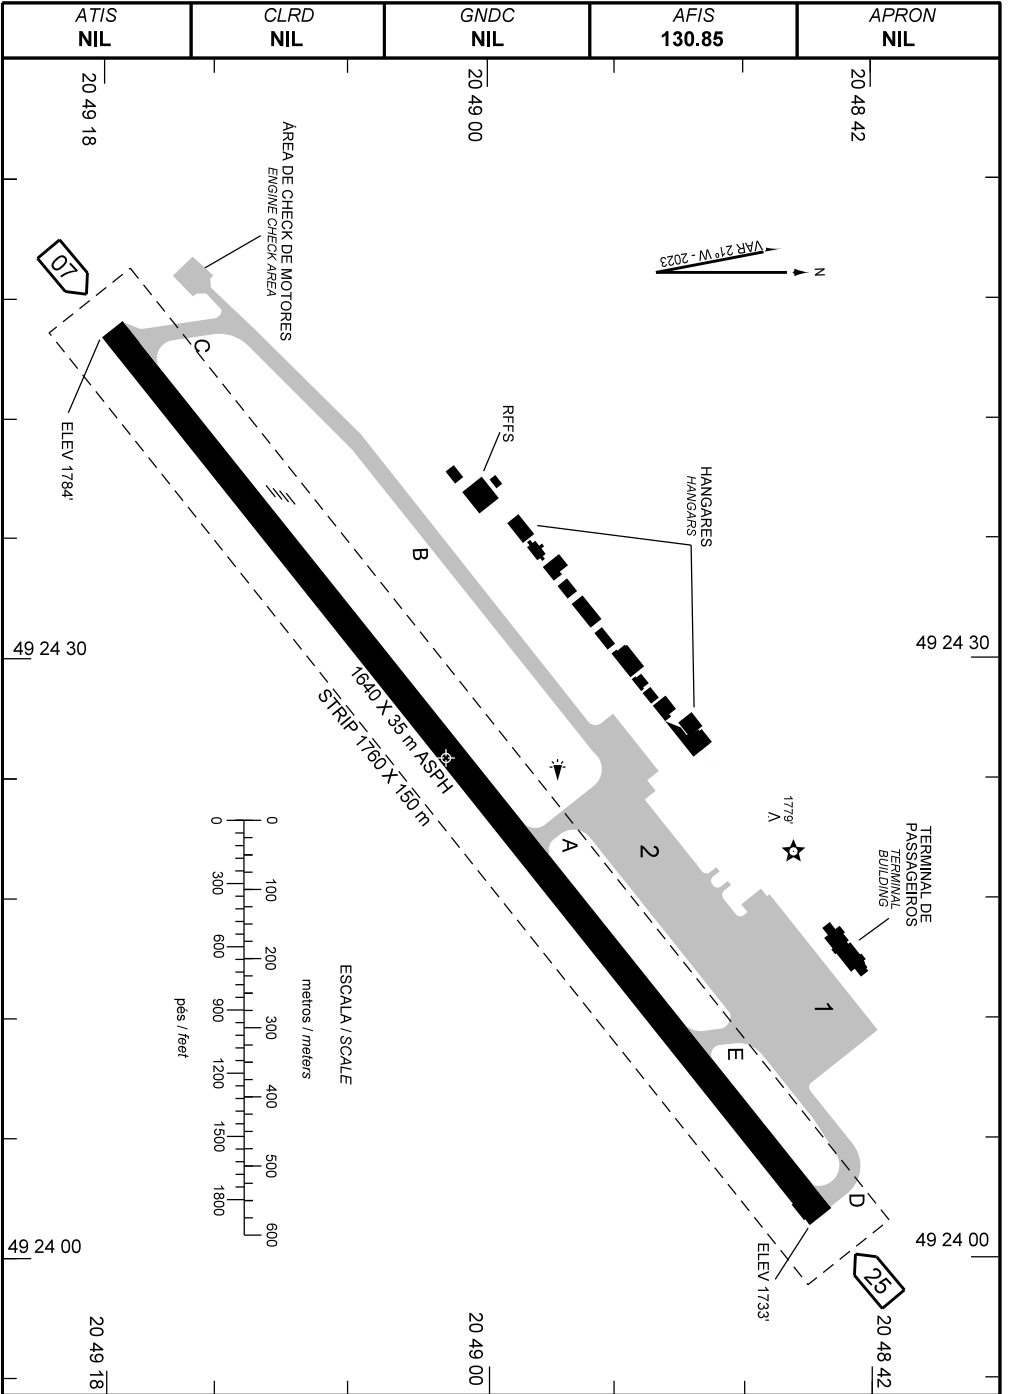 ATIS
NIL
CLRD
NIL
GNDC
NIL
AFIS
130.85
APRON
NIL
20 49 18
20 49 00
20 48 42
ÁREA DE CHECK DE MOTORES
ENGINE CHECK AREA
VAR 21° W - 2023
N
07
C
ELEV 1784'
RFFS
HANGARES
HANGARS
B
49 24 30
49 24 30
1640 X 35 m ASPH
STRIP 1760 X 150 m
1779'
TERMINAL DE
PASSAGEIROS
TERMINAL
BUILDING
2
A
1
E
D
ESCALA / SCALE
metros / meters
0 100 200 300 400 500 600
0 300 600 900 1200 1500 1800
pés / feet
49 24 00
49 24 00
ELEV 1733'
25
20 49 18
20 49 00
20 48 42